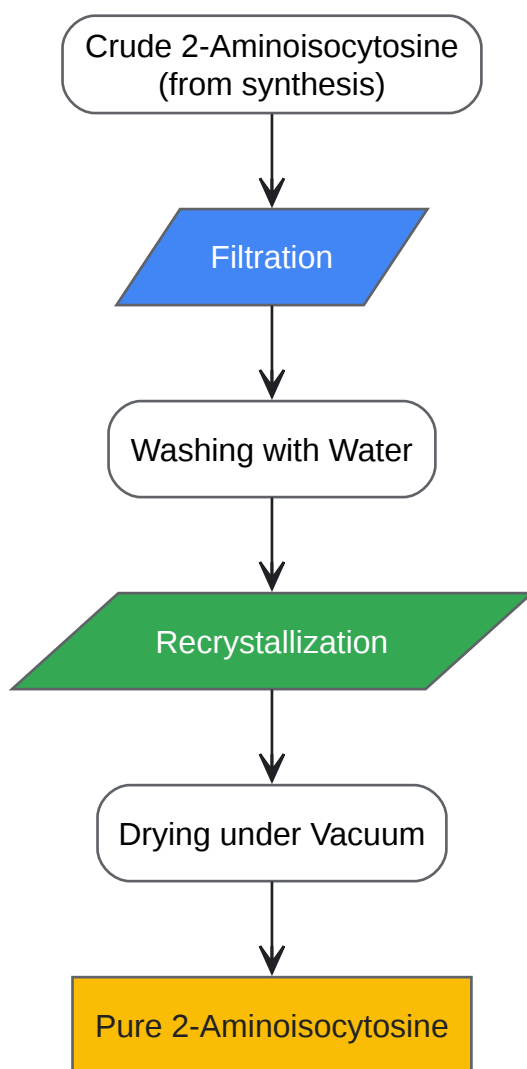 Crude 2-Aminoisocytosine
(from synthesis)
Filtration
Washing with Water
Recrystallization
Drying under Vacuum
Pure 2-Aminoisocytosine